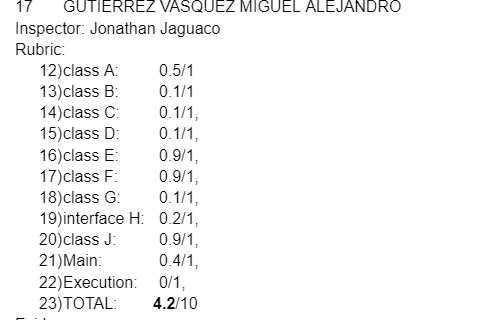 17 GUTIERREZ VASQUEZ MIGUEL ALEJANDRO
Inspector: Jonathan Jaguaco
Rubric:
12)class A: 0.5/1
13)class B: 0.1/1
14)class C: 0.1/1,
15)class D: 0.1/1,
16)class E: 0.9/1,
17)class F: 0.9/1,
18)class G: 0.1/1,
19)interface H: 0.2/1,
20)class J: 0.9/1,
21)Main: 0.4/1,
22)Execution: 0/1,
23)TOTAL: 4.2/10